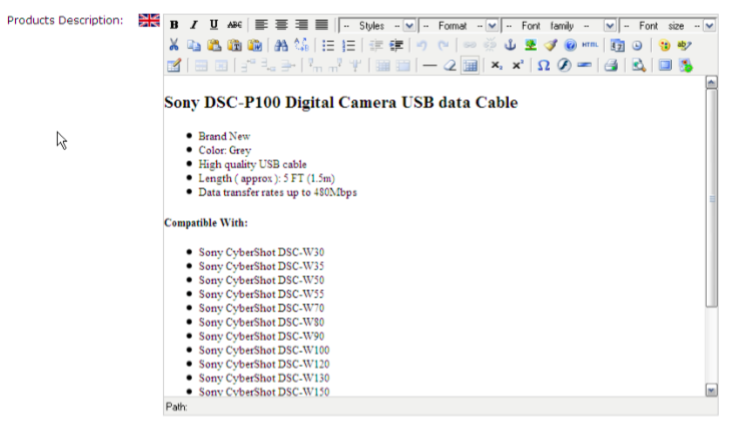 Products Description:
B I U ABC -- Styles -- -- Format -- -- Font family -- -- Font size --
HTML
Sony DSC-P100 Digital Camera USB data Cable
Brand New
Color: Grey
High quality USB cable
Length ( approx ): 5 FT (1.5m)
Data transfer rates up to 480Mbps
Compatible With:
Sony CyberShot DSC-W30
Sony CyberShot DSC-W35
Sony CyberShot DSC-W50
Sony CyberShot DSC-W55
Sony CyberShot DSC-W70
Sony CyberShot DSC-W80
Sony CyberShot DSC-W90
Sony CyberShot DSC-W100
Sony CyberShot DSC-W120
Sony CyberShot DSC-W130
Sony CyberShot DSC-W150
Path: